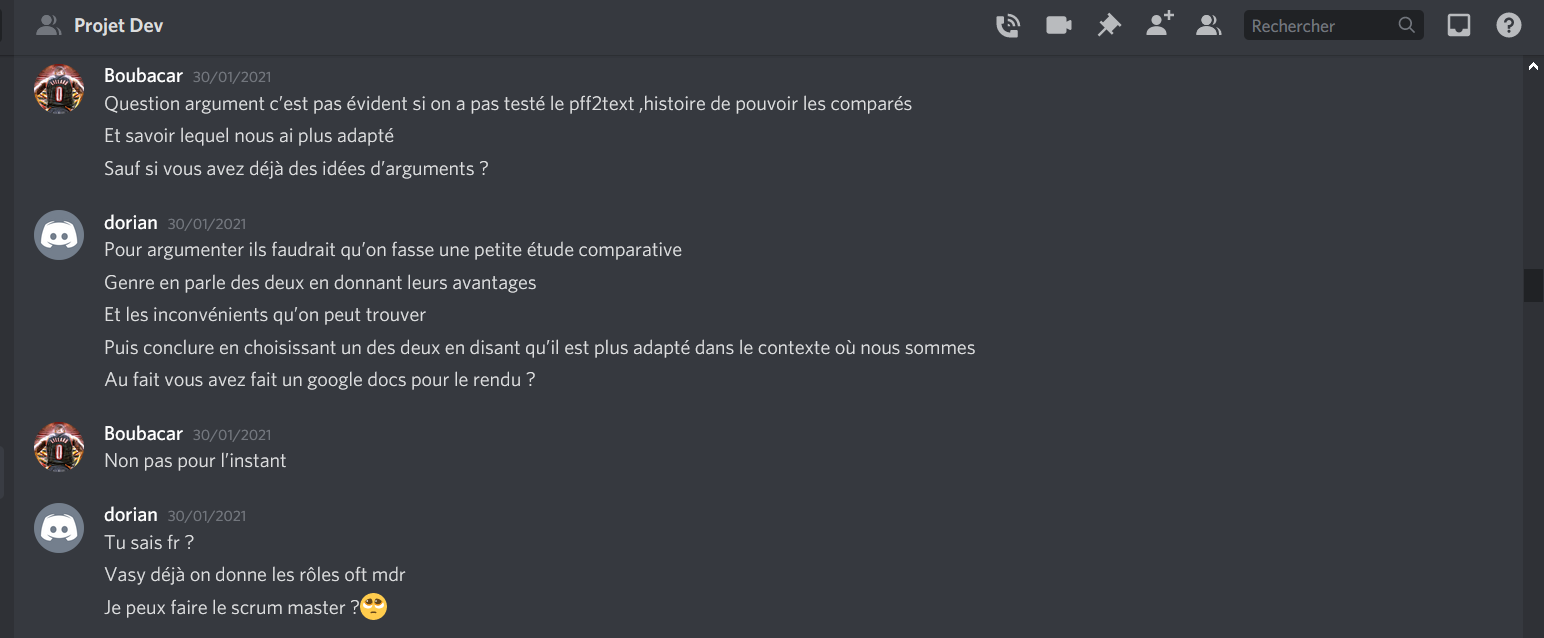 Projet Dev
Rechercher
Boubacar 30/01/2021
Question argument c’est pas évident si on a pas testé le pff2text ,histoire de pouvoir les comparés
Et savoir lequel nous ai plus adapté
Sauf si vous avez déjà des idées d’arguments ?
dorian 30/01/2021
Pour argumenter ils faudrait qu’on fasse une petite étude comparative
Genre en parle des deux en donnant leurs avantages
Et les inconvénients qu’on peut trouver
Puis conclure en choisissant un des deux en disant qu’il est plus adapté dans le contexte où nous sommes
Au fait vous avez fait un google docs pour le rendu ?
Boubacar 30/01/2021
Non pas pour l’instant
dorian 30/01/2021
Tu sais fr ?
Vasy déjà on donne les rôles oft mdr
Je peux faire le scrum master ?🥺